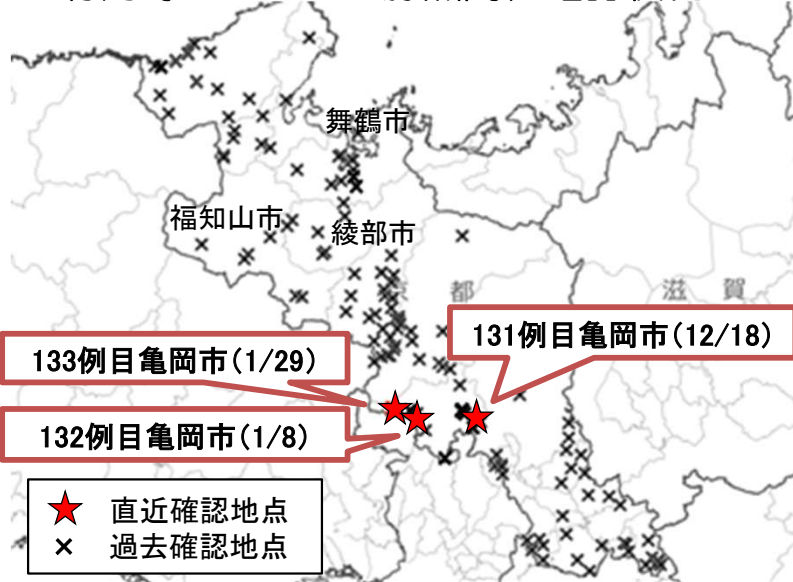 舞鶴市
福知山市
綾部市
京 都
滋 賀
131例目亀岡市(12/18)
133例目亀岡市(1/29)
132例目亀岡市(1/8)
★ 直近確認地点
× 過去確認地点